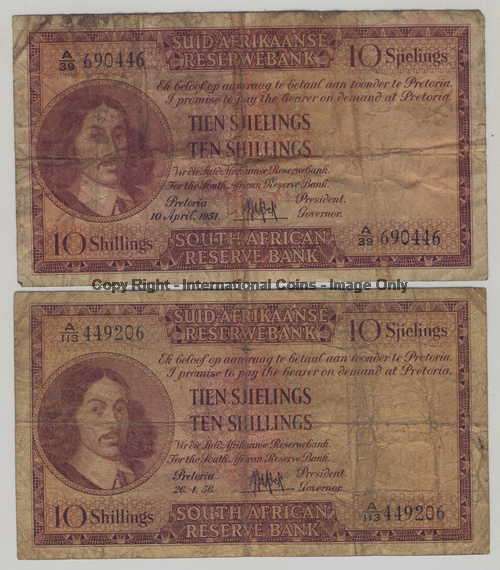 A/39 690446
SUID-AFRIKAANSE
RESERWEBANK
10 Sjielings
Ek beloof op aanvraag te betaal aan toonder te Pretoria.
I promise to pay the bearer on demand at Pretoria.
TIEN SJIELINGS
TEN SHILLINGS
Vir die Suid-Afrikaanse Reserwebank.
For the South African Reserve Bank.
Pretoria
10 April, 1951.
President.
Governor.
A/39 690446
10 Shillings
SOUTH AFRICAN
RESERVE BANK
Copy Right - International Coins - Image Only
A/113 449206
SUID-AFRIKAANSE
RESERWEBANK
10 Sjielings
Ek beloof op aanvraag te betaal aan toonder te Pretoria.
I promise to pay the bearer on demand at Pretoria.
TIEN SJIELINGS
TEN SHILLINGS
Vir die Suid-Afrikaanse Reserwebank.
For the South African Reserve Bank.
Pretoria
President.
Governor.
A/113 449206
10 Shillings
SOUTH AFRICAN
RESERVE BANK